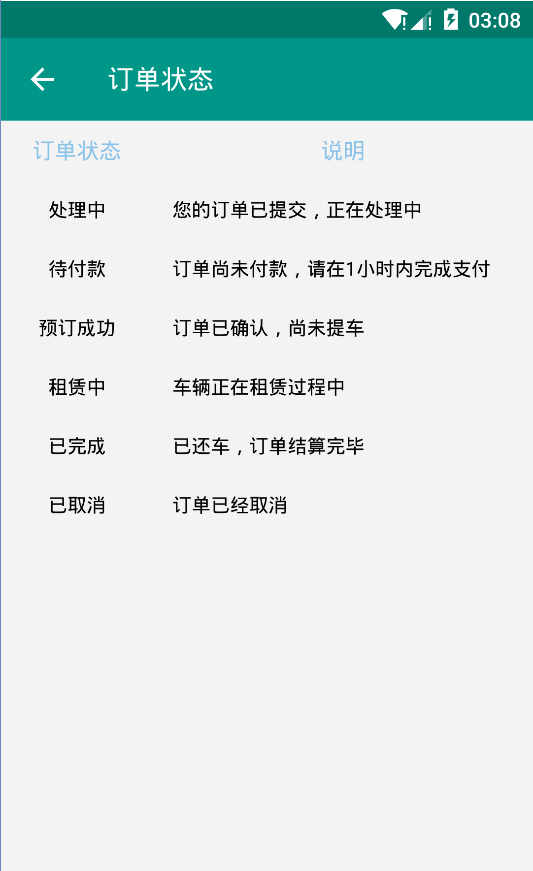 03:08
订单状态
订单状态 说明
处理中 您的订单已提交，正在处理中
待付款 订单尚未付款，请在1小时内完成支付
预订成功 订单已确认，尚未提车
租赁中 车辆正在租赁过程中
已完成 已还车，订单结算完毕
已取消 订单已经取消